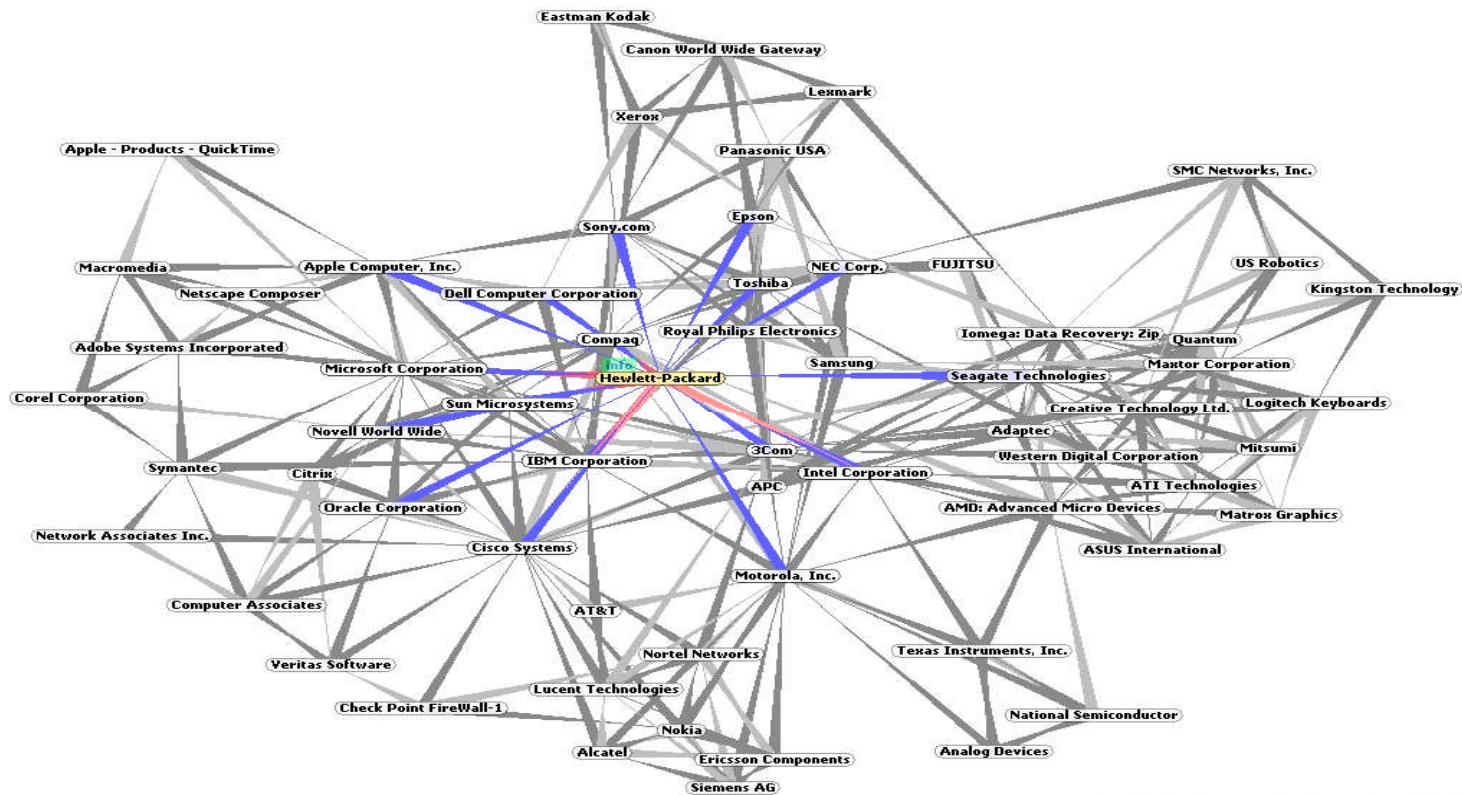 Eastman Kodak
Canon World Wide Gateway
Lexmark
Xerox
Apple - Products - QuickTime
Panasonic USA
SMC Networks, Inc.
Epson
Sony.com
Macromedia
Apple Computer, Inc.
NEC Corp.
FUJITSU
US Robotics
Netscape Composer
Dell Computer Corporation
Toshiba
Kingston Technology
Royal Philips Electronics
Iomega: Data Recovery: Zip
Quantum
Adobe Systems Incorporated
Compaq
Microsoft Corporation
Info
Samsung
Maxtor Corporation
Hewlett-Packard
Seagate Technologies
Corel Corporation
Sun Microsystems
Creative Technology Ltd.
Logitech Keyboards
Novell World Wide
Adaptec
3Com
Mitsumi
Western Digital Corporation
Symantec
Citrix
IBM Corporation
Intel Corporation
APC
ATI Technologies
Oracle Corporation
AMD: Advanced Micro Devices
Matrox Graphics
Network Associates Inc.
Cisco Systems
ASUS International
Motorola, Inc.
Computer Associates
AT&T
Veritas Software
Nortel Networks
Texas Instruments, Inc.
Lucent Technologies
Check Point FireWall-1
National Semiconductor
Nokia
Alcatel
Ericsson Components
Analog Devices
Siemens AG